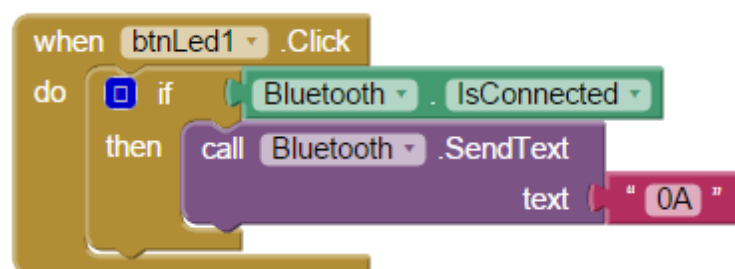 when btnLed1 .Click
do if Bluetooth . IsConnected
then call Bluetooth .SendText
text " 0A "